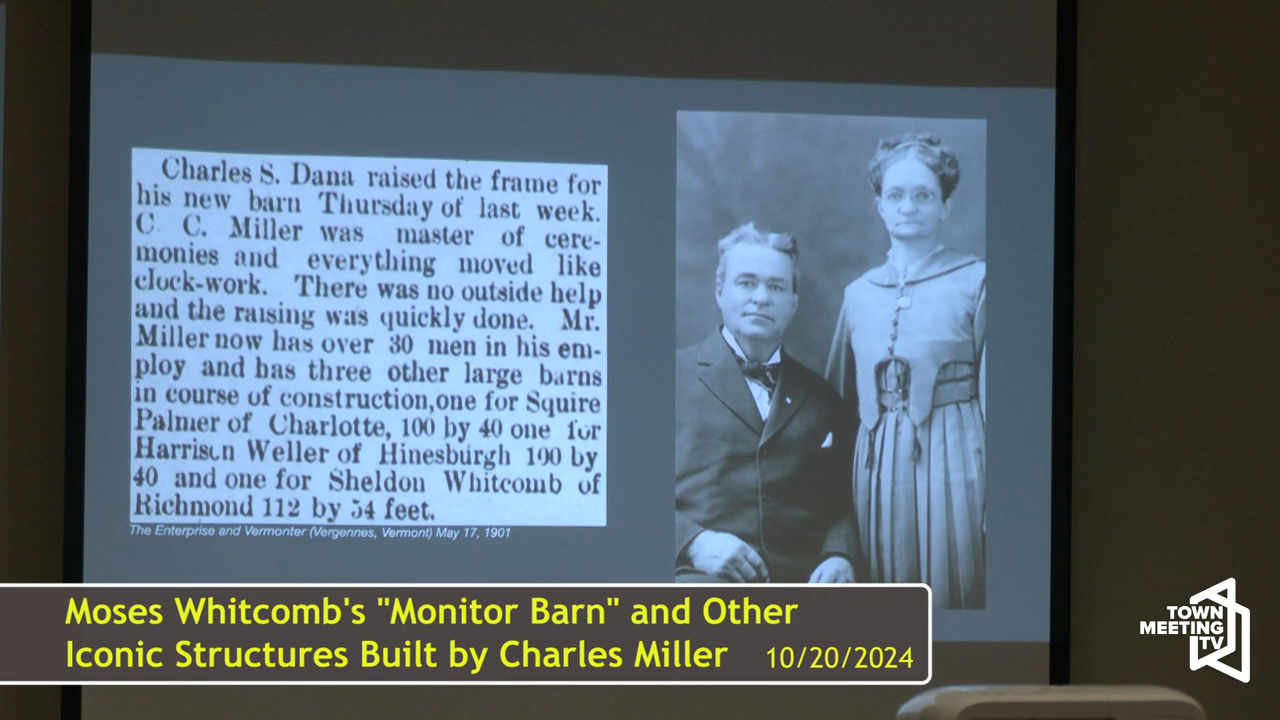 Charles S. Dana raised the frame for
his new barn Thursday of last week.
C. C. Miller was master of cere-
monies and everything moved like
clock-work. There was no outside help
and the raising was quickly done. Mr.
Miller now has over 30 men in his em-
ploy and has three other large barns
in course of construction,one for Squire
Palmer of Charlotte, 100 by 40 one for
Harrison Weller of Hinesburgh 100 by
40 and one for Sheldon Whitcomb of
Richmond 112 by 54 feet.
The Enterprise and Vermonter (Vergennes, Vermont) May 17, 1901
Moses Whitcomb's "Monitor Barn" and Other
Iconic Structures Built by Charles Miller 10/20/2024
TOWN
MEETING
TV